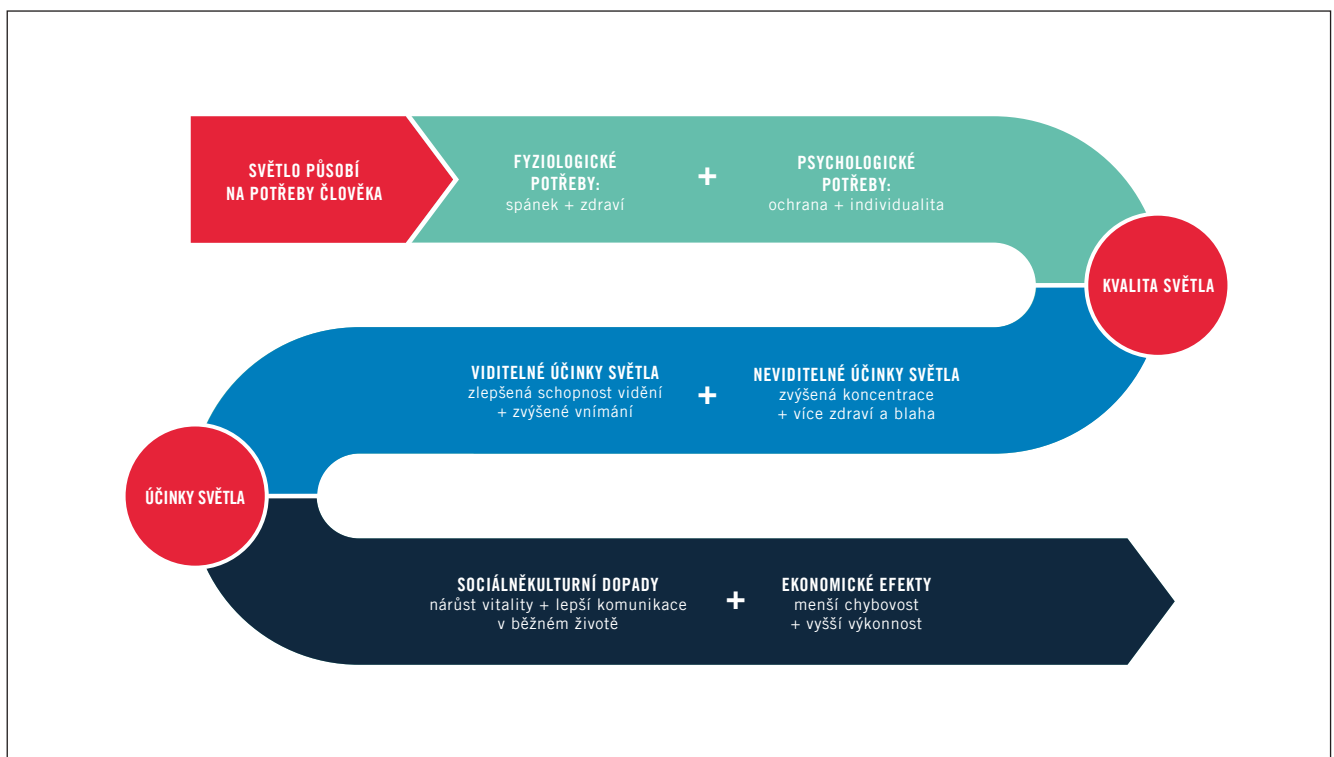 SVĚTLO PŮSOBÍ
NA POTŘEBY ČLOVĚKA
FYZIOLOGICKÉ
POTŘEBY:
spánek + zdraví
+
PSYCHOLOGICKÉ
POTŘEBY:
ochrana + individualita
KVALITA SVĚTLA
VIDITELNÉ ÚČINKY SVĚTLA
zlepšená schopnost vidění
+ zvýšené vnímání
+
NEVIDITELNÉ ÚČINKY SVĚTLA
zvýšená koncentrace
+ více zdraví a blaha
ÚČINKY SVĚTLA
SOCIÁLNĚKULTURNÍ DOPADY
nárůst vitality + lepší komunikace
v běžném životě
+
EKONOMICKÉ EFEKTY
menší chybovost
+ vyšší výkonnost